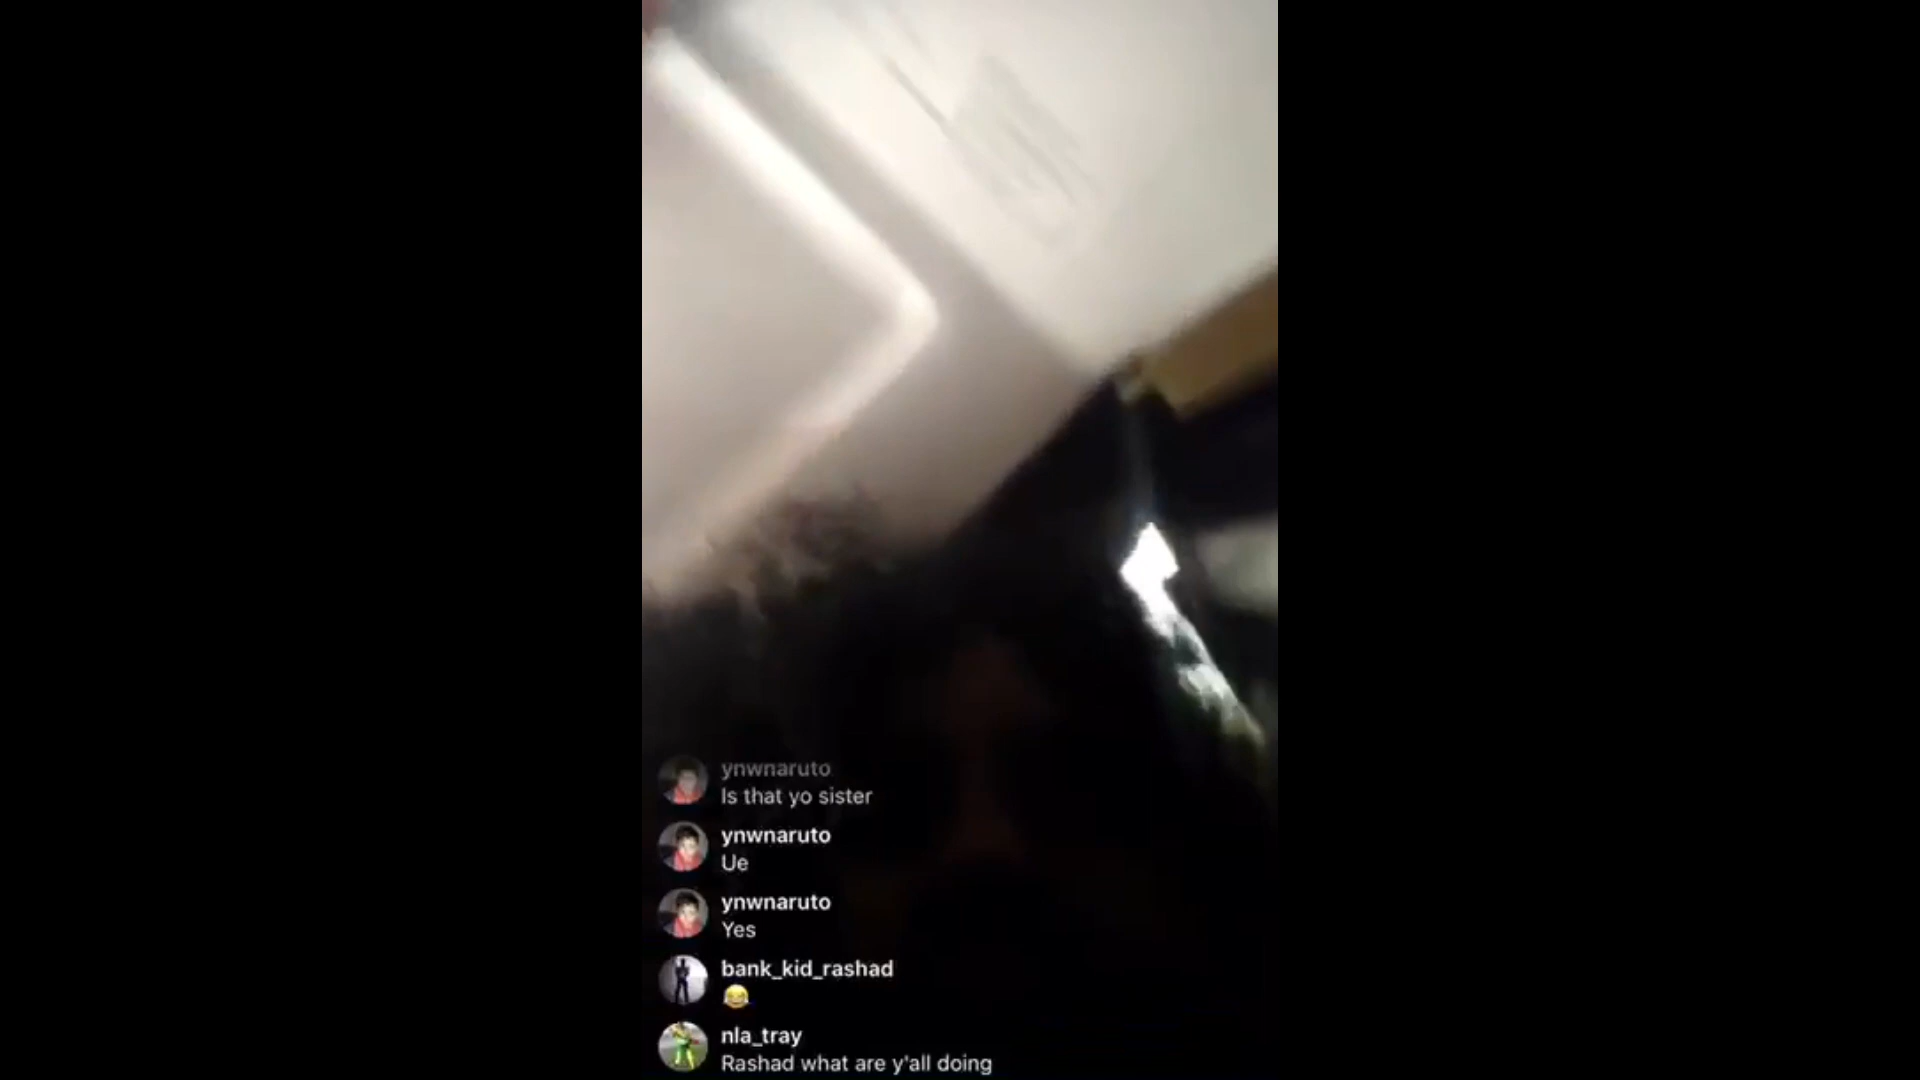 ynwnaruto
Is that yo sister
ynwnaruto
Ue
ynwnaruto
Yes
bank_kid_rashad
😂
nla_tray
Rashad what are y'all doing